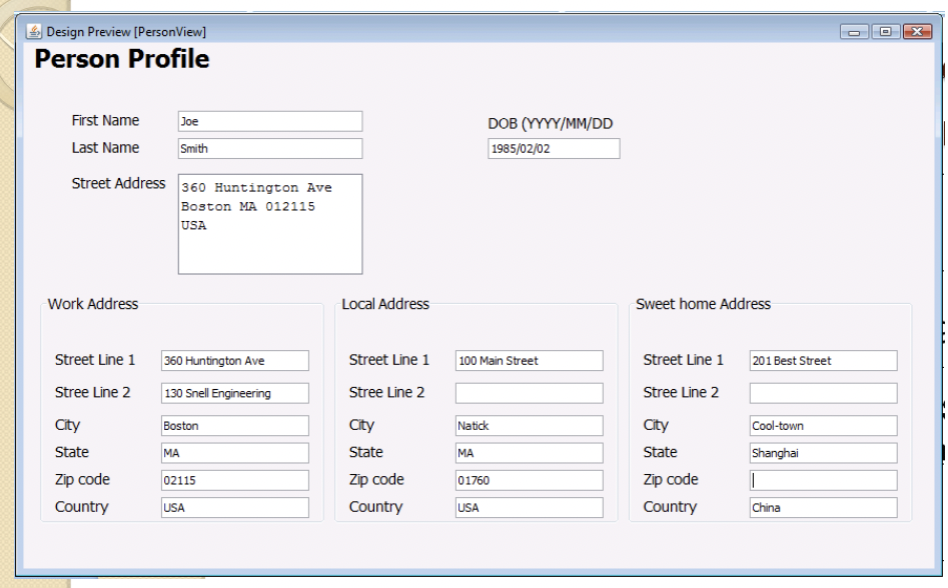 Design Preview [PersonView]
Person Profile
First Name Joe
Last Name Smith
DOB (YYYY/MM/DD
1985/02/02
Street Address
360 Huntington Ave
Boston MA 012115
USA
Work Address
Street Line 1 360 Huntington Ave
Stree Line 2 130 Snell Engineering
City Boston
State MA
Zip code 02115
Country USA
Local Address
Street Line 1 100 Main Street
Stree Line 2
City Natick
State MA
Zip code 01760
Country USA
Sweet home Address
Street Line 1 201 Best Street
Stree Line 2
City Cool-town
State Shanghai
Zip code
Country China